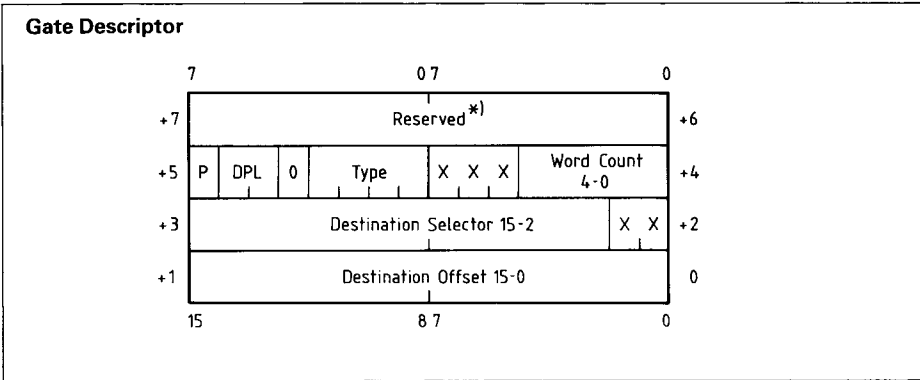 Gate Descriptor
7 0 7 0
+7 Reserved*) +6
+5 P DPL 0 Type X X X Word Count 4-0 +4
+3 Destination Selector 15-2 X X +2
+1 Destination Offset 15-0 0
15 8 7 0